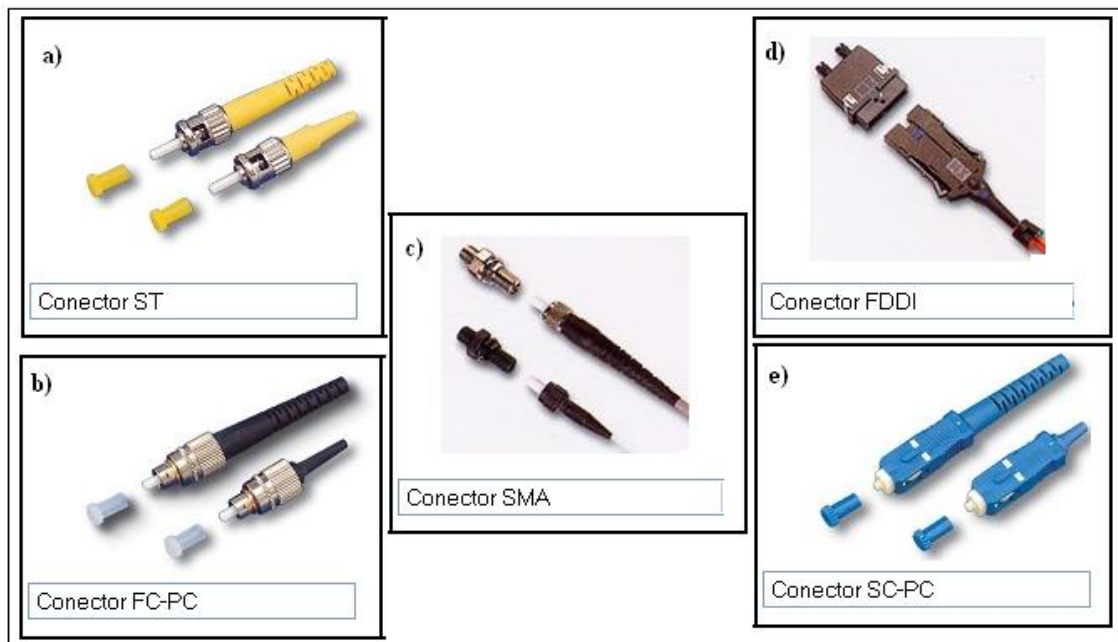 a)
Conector ST
b)
Conector FC-PC
c)
Conector SMA
d)
Conector FDDI
e)
Conector SC-PC